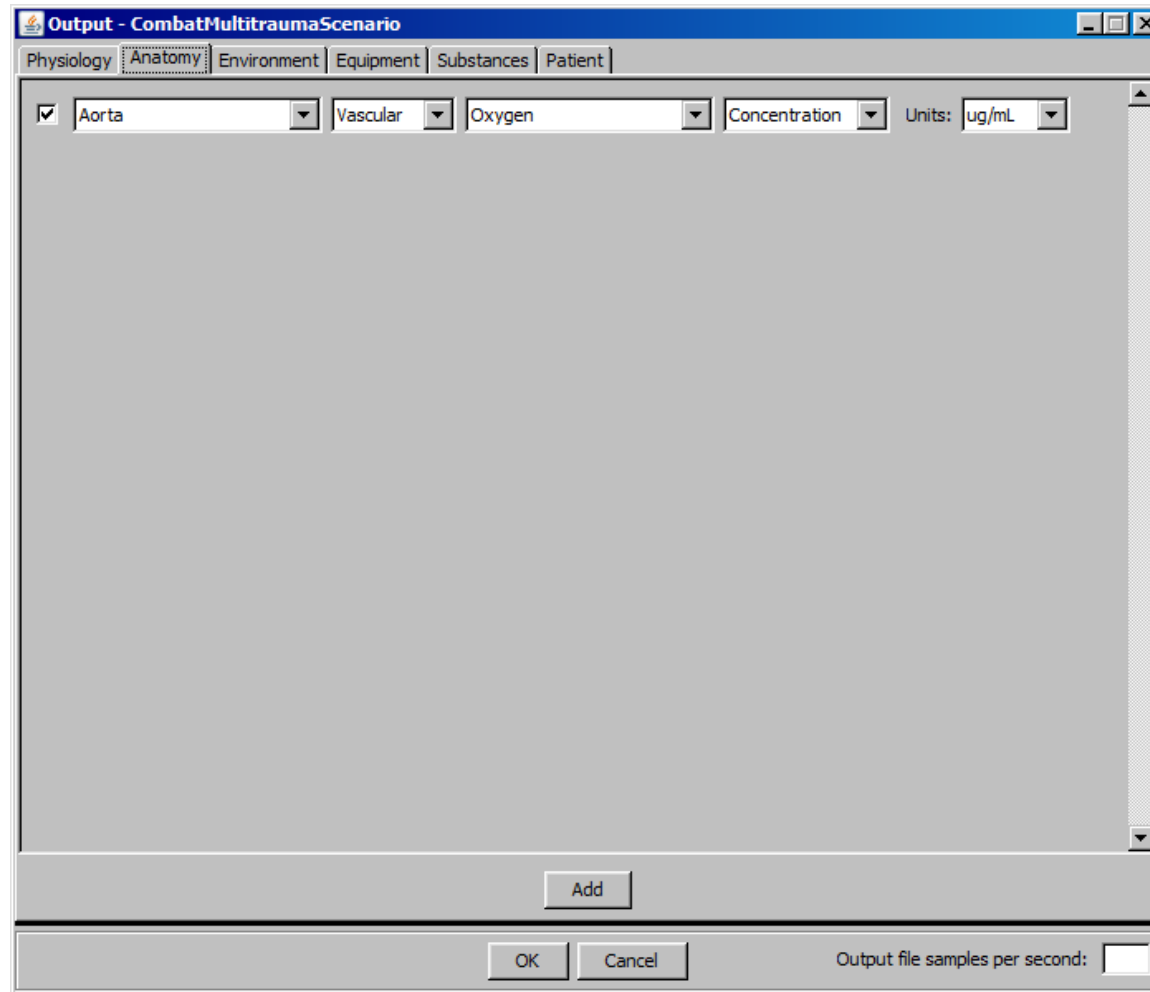 Output - CombatMultitraumaScenario
Physiology Anatomy Environment Equipment Substances Patient
Aorta Vascular Oxygen Concentration Units: ug/mL
Add
OK Cancel Output file samples per second: